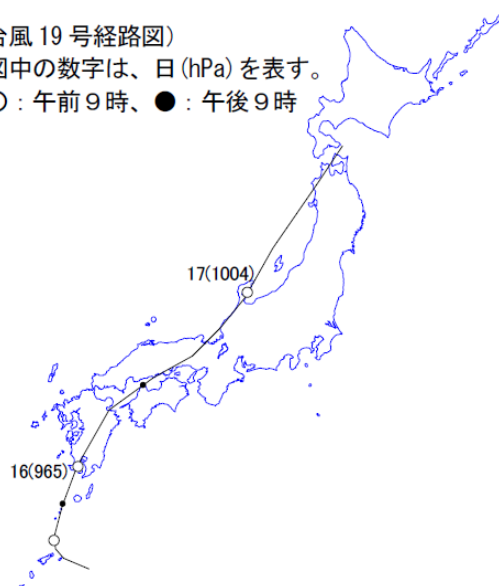 台風 19 号経路図)
図中の数字は、日(hPa)を表す。
○：午前９時、●：午後９時
17(1004)
16(965)